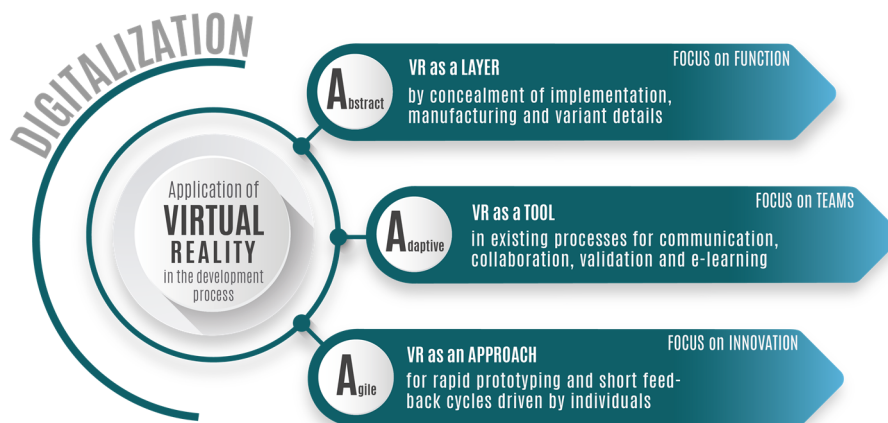 DIGITALIZATION
Application of
VIRTUAL
REALITY
in the development
process
Abstract
VR as a LAYER
FOCUS on FUNCTION
by concealment of implementation,
manufacturing and variant details
Adaptive
VR as a TOOL
FOCUS on TEAMS
in existing processes for communication,
collaboration, validation and e-learning
Agile
VR as an APPROACH
FOCUS on INNOVATION
for rapid prototyping and short feed-
back cycles driven by individuals